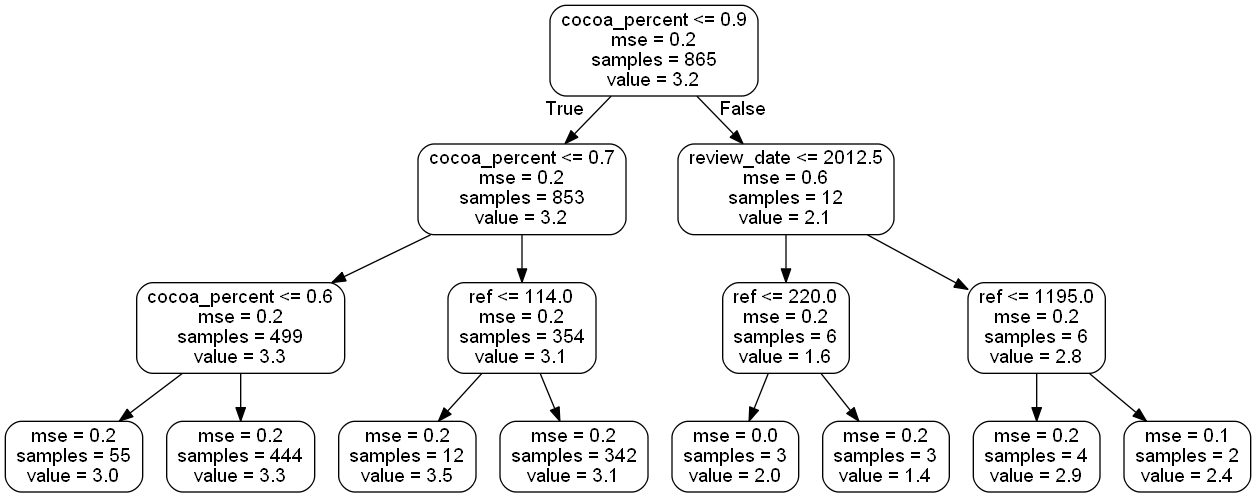 cocoa_percent <= 0.9
mse = 0.2
samples = 865
value = 3.2
True
False
cocoa_percent <= 0.7
mse = 0.2
samples = 853
value = 3.2
review_date <= 2012.5
mse = 0.6
samples = 12
value = 2.1
cocoa_percent <= 0.6
mse = 0.2
samples = 499
value = 3.3
ref <= 114.0
mse = 0.2
samples = 354
value = 3.1
ref <= 220.0
mse = 0.2
samples = 6
value = 1.6
ref <= 1195.0
mse = 0.2
samples = 6
value = 2.8
mse = 0.2
samples = 55
value = 3.0
mse = 0.2
samples = 444
value = 3.3
mse = 0.2
samples = 12
value = 3.5
mse = 0.2
samples = 342
value = 3.1
mse = 0.0
samples = 3
value = 2.0
mse = 0.2
samples = 3
value = 1.4
mse = 0.2
samples = 4
value = 2.9
mse = 0.1
samples = 2
value = 2.4